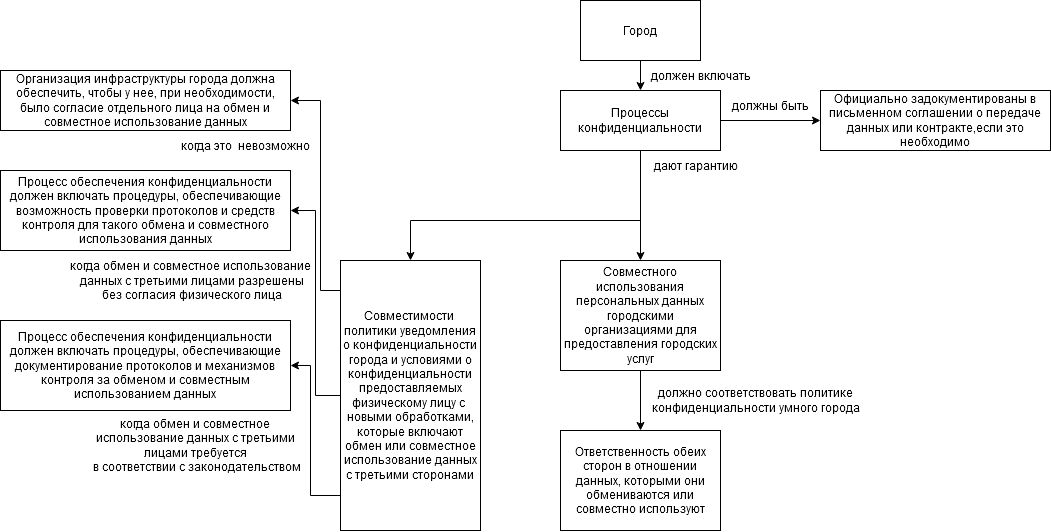 Город
должен включать
Процессы
конфиденциальности
должны быть
Официально задокументированы в
письменном соглашении о передаче
данных или контракте,если это
необходимо
дают гарантию
Организация инфраструктуры города должна
обеспечить, чтобы у нее, при необходимости,
было согласие отдельного лица на обмен и
совместное использование данных
когда это невозможно
Процесс обеспечения конфиденциальности
должен включать процедуры, обеспечивающие
возможность проверки протоколов и средств
контроля для такого обмена и совместного
использования данных
когда обмен и совместное использование
данных с третьими лицами разрешены
без согласия физического лица
Процесс обеспечения конфиденциальности
должен включать процедуры, обеспечивающие
документирование протоколов и механизмов
контроля за обменом и совместным
использованием данных
когда обмен и совместное
использование данных с третьими
лицами требуется
в соответствии с законодательством
Совместимости
политики уведомления
о конфиденциальности
города и условиями о
конфиденциальности
предоставляемых
физическому лицу с
новыми обработками,
которые включают
обмен или совместное
использование данных
с третьими сторонами
Совместного
использования
персональных данных
городскими
организациями для
предоставления городских
услуг
должно соответствовать политике
конфиденциальности умного города
Ответственность обеих
сторон в отношении
данных, которыми они
обмениваются или
совместно используют